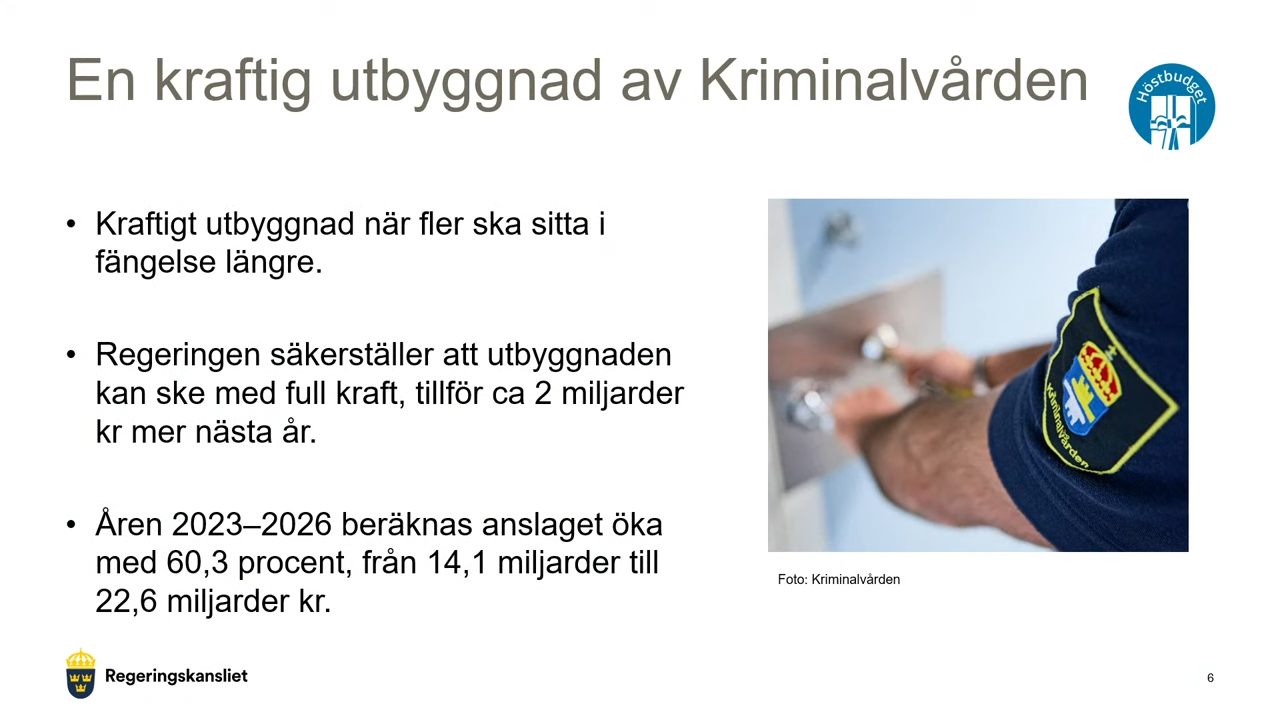 En kraftig utbyggnad av Kriminalvården
Höstbudget
• Kraftigt utbyggnad när fler ska sitta i
fängelse längre.
• Regeringen säkerställer att utbyggnaden
kan ske med full kraft, tillför ca 2 miljarder
kr mer nästa år.
• Åren 2023–2026 beräknas anslaget öka
med 60,3 procent, från 14,1 miljarder till
22,6 miljarder kr.
Kriminalvården
Foto: Kriminalvården
Regeringskansliet
6